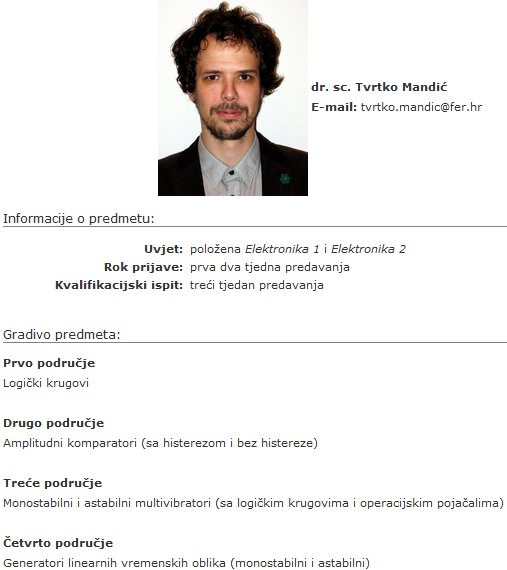 dr. sc. Tvrtko Mandić
E-mail: tvrtko.mandic@fer.hr
Informacije o predmetu:
Uvjet: položena Elektronika 1 i Elektronika 2
Rok prijave: prva dva tjedna predavanja
Kvalifikacijski ispit: treći tjedan predavanja
Gradivo predmeta:
Prvo područje
Logički krugovi
Drugo područje
Amplitudni komparatori (sa histerezom i bez histereze)
Treće područje
Monostabilni i astabilni multivibratori (sa logičkim krugovima i operacijskim pojačalima)
Četvrto područje
Generatori linearnih vremenskih oblika (monostabilni i astabilni)